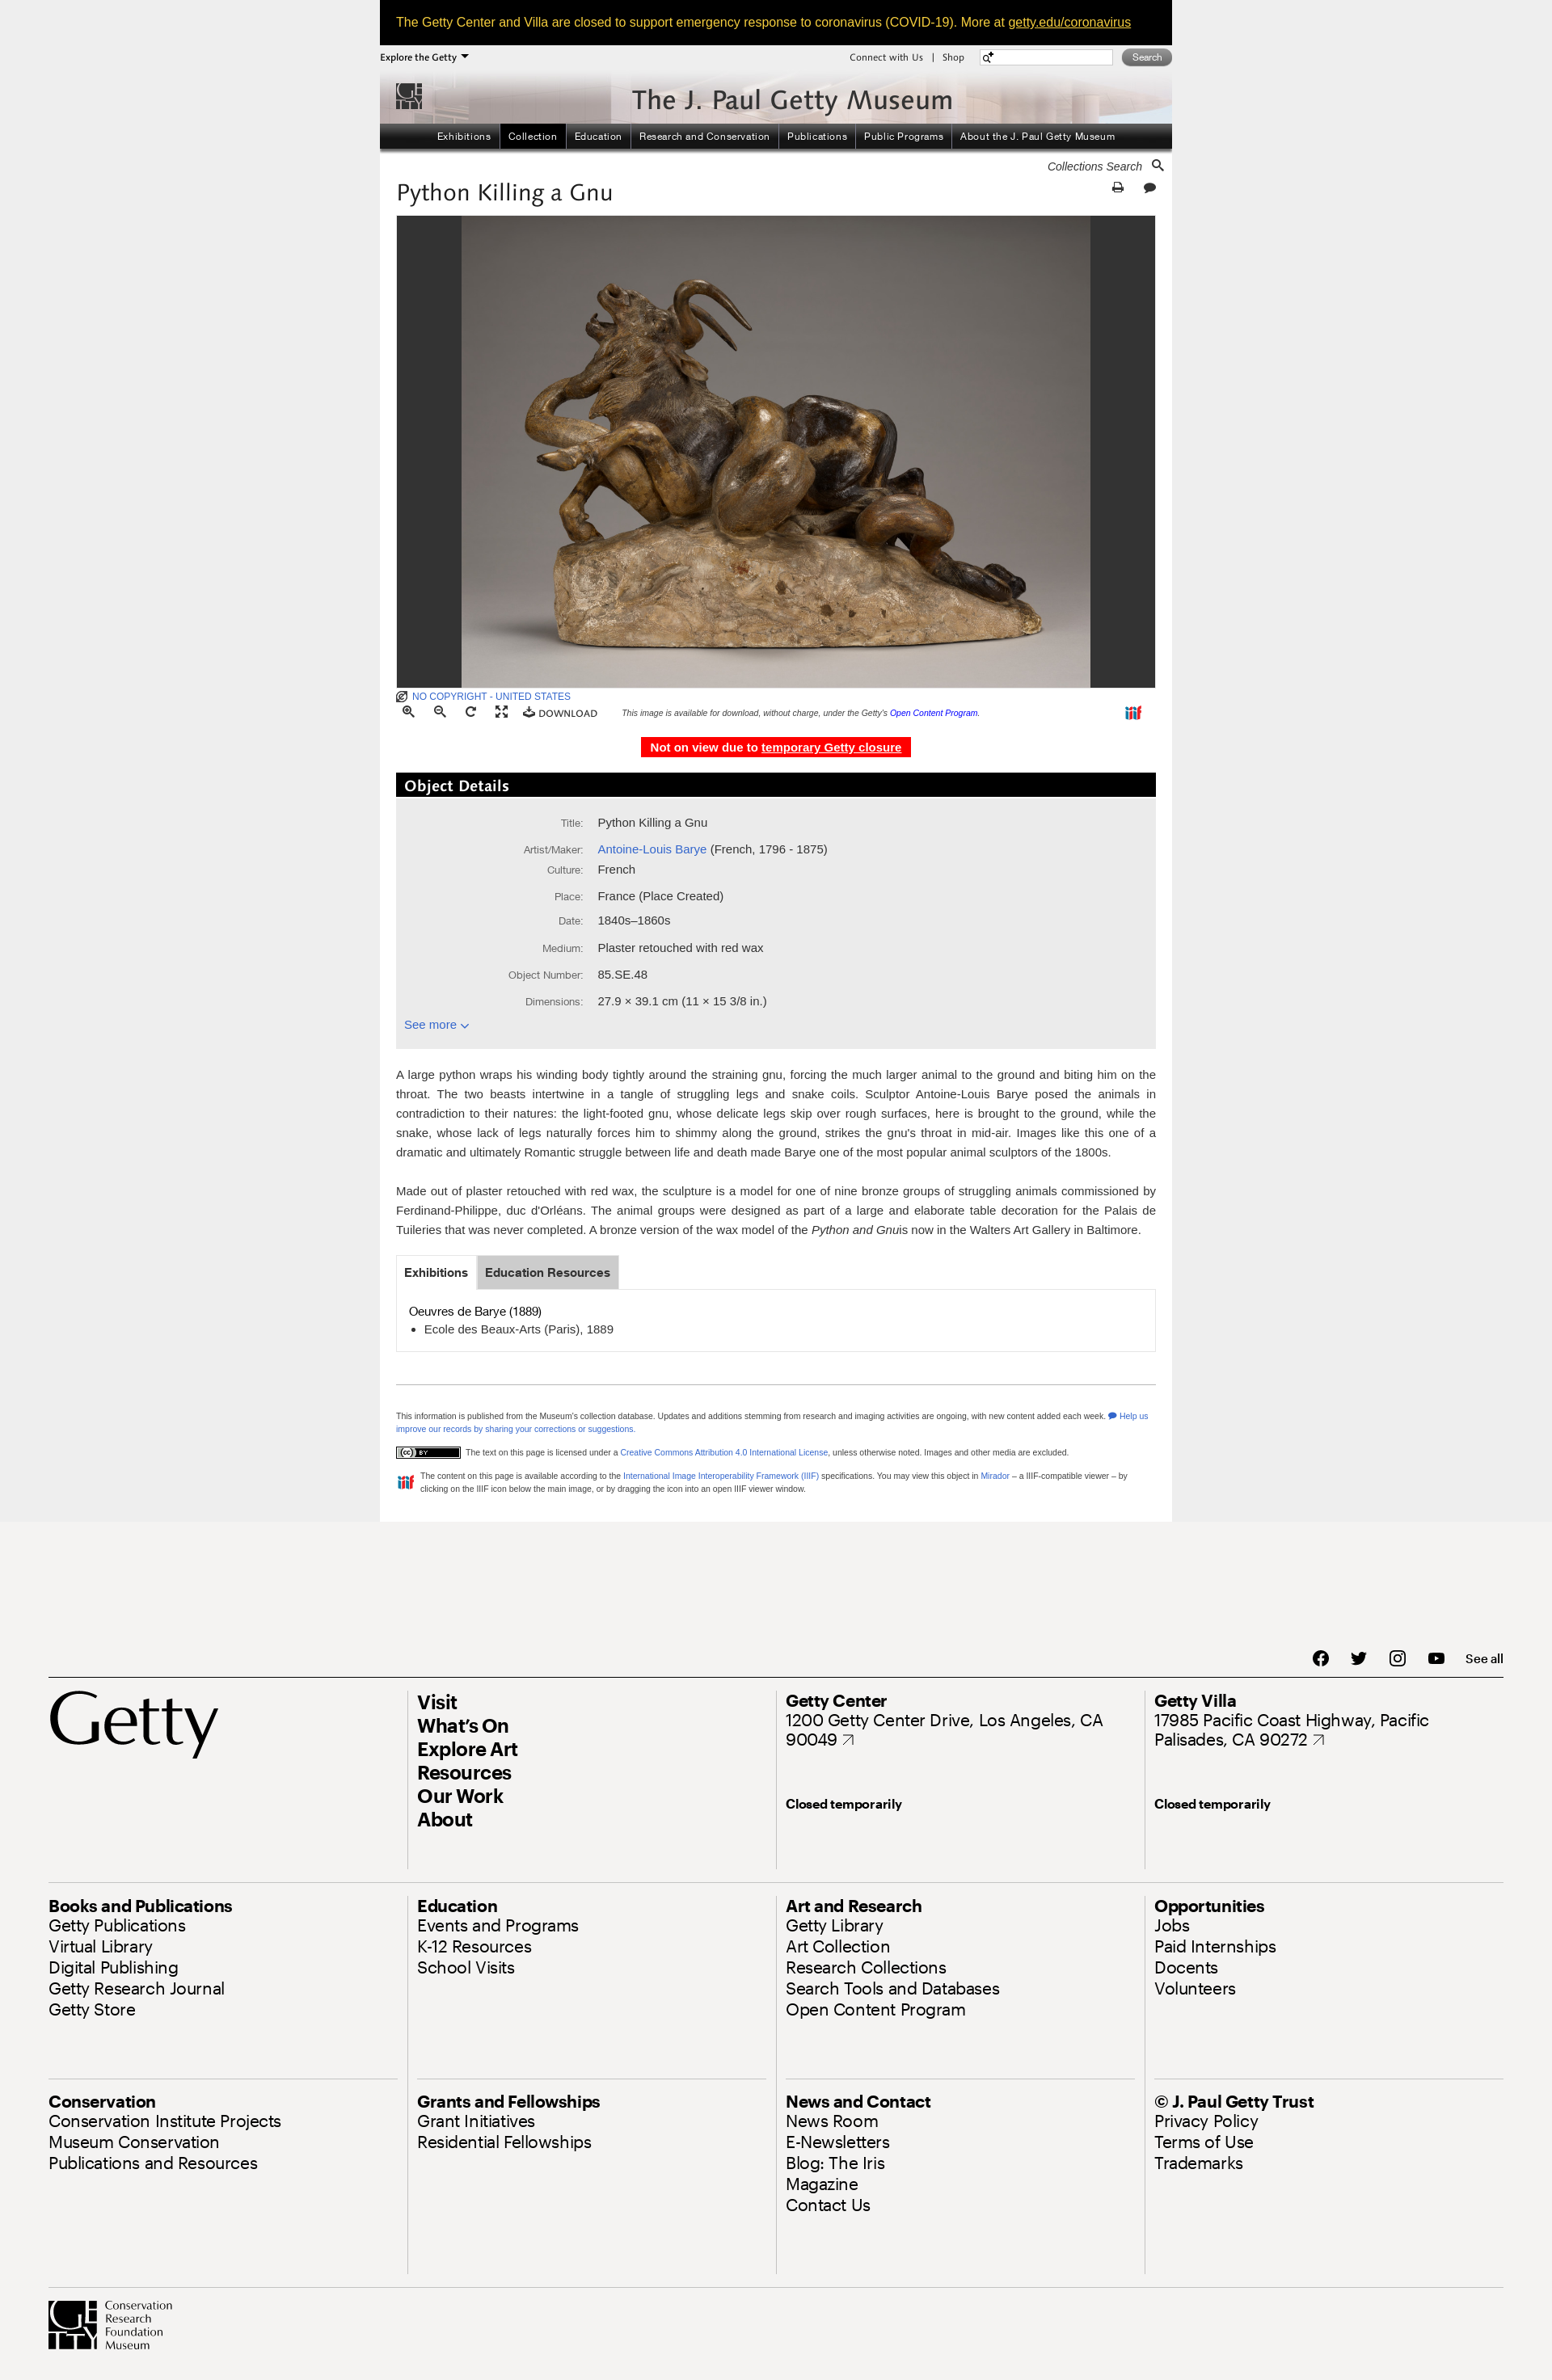 The Getty Center and Villa are closed to support emergency response to coronavirus (COVID-19). More at getty.edu/coronavirus
Explore the Getty
Connect with Us | Shop
Search
The J. Paul Getty Museum
Exhibitions
Collection
Education
Research and Conservation
Publications
Public Programs
About the J. Paul Getty Museum
Collections Search
Python Killing a Gnu
NO COPYRIGHT - UNITED STATES
DOWNLOAD
This image is available for download, without charge, under the Getty's Open Content Program.
Not on view due to temporary Getty closure
Object Details
Title: Python Killing a Gnu
Artist/Maker: Antoine-Louis Barye (French, 1796 - 1875)
Culture: French
Place: France (Place Created)
Date: 1840s–1860s
Medium: Plaster retouched with red wax
Object Number: 85.SE.48
Dimensions: 27.9 × 39.1 cm (11 × 15 3/8 in.)
See more
A large python wraps his winding body tightly around the straining gnu, forcing the much larger animal to the ground and biting him on the
throat. The two beasts intertwine in a tangle of struggling legs and snake coils. Sculptor Antoine-Louis Barye posed the animals in
contradiction to their natures: the light-footed gnu, whose delicate legs skip over rough surfaces, here is brought to the ground, while the
snake, whose lack of legs naturally forces him to shimmy along the ground, strikes the gnu's throat in mid-air. Images like this one of a
dramatic and ultimately Romantic struggle between life and death made Barye one of the most popular animal sculptors of the 1800s.
Made out of plaster retouched with red wax, the sculpture is a model for one of nine bronze groups of struggling animals commissioned by
Ferdinand-Philippe, duc d'Orléans. The animal groups were designed as part of a large and elaborate table decoration for the Palais de
Tuileries that was never completed. A bronze version of the wax model of the Python and Gnuis now in the Walters Art Gallery in Baltimore.
Exhibitions
Education Resources
Oeuvres de Barye (1889)
• Ecole des Beaux-Arts (Paris), 1889
This information is published from the Museum's collection database. Updates and additions stemming from research and imaging activities are ongoing, with new content added each week. Help us
improve our records by sharing your corrections or suggestions.
cc BY The text on this page is licensed under a Creative Commons Attribution 4.0 International License, unless otherwise noted. Images and other media are excluded.
The content on this page is available according to the International Image Interoperability Framework (IIIF) specifications. You may view this object in Mirador – a IIIF-compatible viewer – by
clicking on the IIIF icon below the main image, or by dragging the icon into an open IIIF viewer window.
See all
Getty
Visit
What's On
Explore Art
Resources
Our Work
About
Getty Center
1200 Getty Center Drive, Los Angeles, CA
90049
Closed temporarily
Getty Villa
17985 Pacific Coast Highway, Pacific
Palisades, CA 90272
Closed temporarily
Books and Publications
Getty Publications
Virtual Library
Digital Publishing
Getty Research Journal
Getty Store
Education
Events and Programs
K-12 Resources
School Visits
Art and Research
Getty Library
Art Collection
Research Collections
Search Tools and Databases
Open Content Program
Opportunities
Jobs
Paid Internships
Docents
Volunteers
Conservation
Conservation Institute Projects
Museum Conservation
Publications and Resources
Grants and Fellowships
Grant Initiatives
Residential Fellowships
News and Contact
News Room
E-Newsletters
Blog: The Iris
Magazine
Contact Us
© J. Paul Getty Trust
Privacy Policy
Terms of Use
Trademarks
GETTY
Conservation
Research
Foundation
Museum